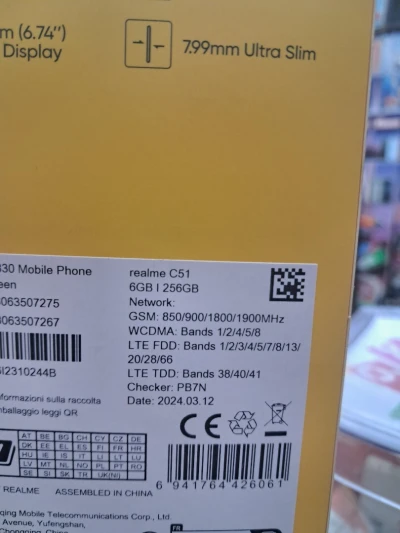 m (6.74")
Display
7.99mm Ultra Slim
30 Mobile Phone
een
063507275
063507267
2310244B
nformazioni sulla raccolta
mballaggio leggi QR
realme C51
6GB | 256GB
Network:
GSM: 850/900/1800/1900MHz
WCDMA: Bands 1/2/4/5/8
LTE FDD: Bands 1/2/3/4/5/7/8/13/
20/28/66
LTE TDD: Bands 38/40/41
Checker: PB7N
Date: 2024.03.12
CE
AT BE BG CH CY CZ DE
DK EE EL ES FI FR HR
HU IE IS IT LI LT LU
LV MT NL NO PL PT RO
SE SI SK TR UK(NI)
REALME ASSEMBLED IN CHINA
6 941764 426061
qing Mobile Telecommunications Corp., Ltd.
Avenue, Yufengshan,
Chongqing, China
FR